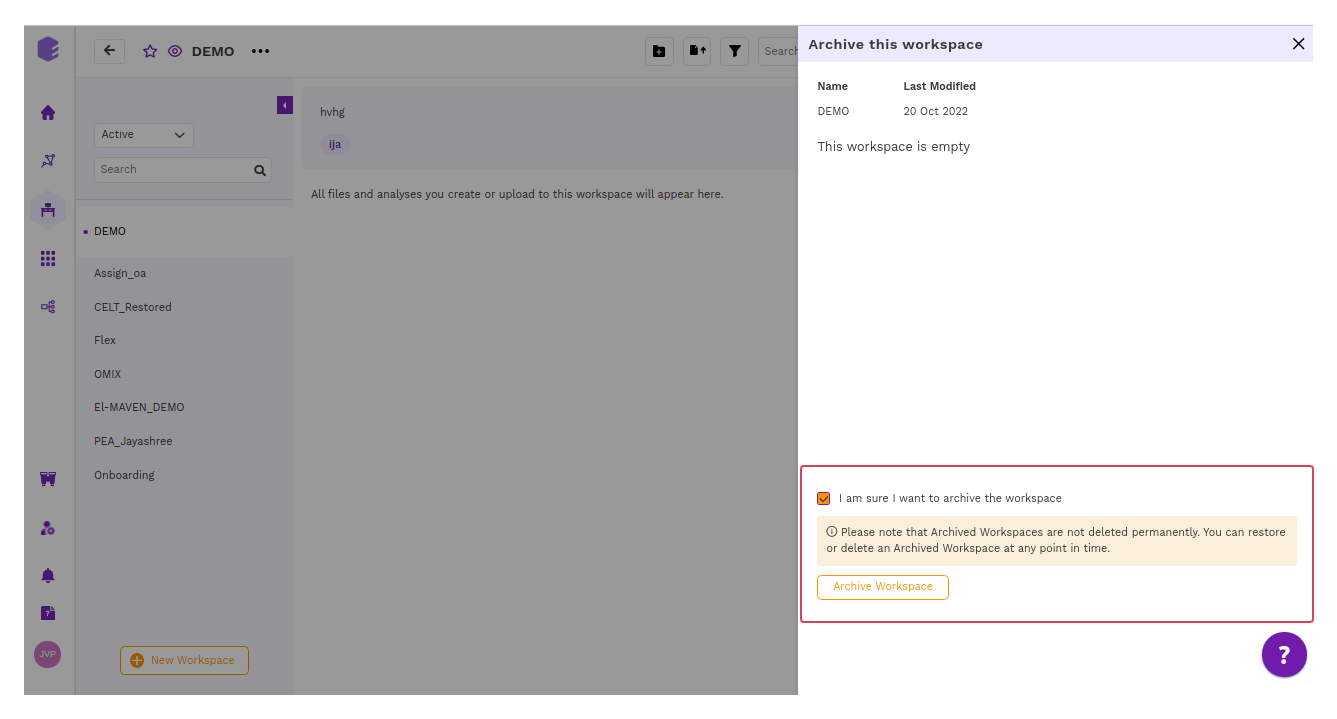 DEMO
Search
Active
Search
DEMO
Assign_oa
CELT_Restored
Flex
OMIX
El-MAVEN_DEMO
PEA_Jayashree
Onboarding
New Workspace
JVP
hvhg
ija
All files and analyses you create or upload to this workspace will appear here.
Archive this workspace
Name Last Modified
DEMO 20 Oct 2022
This workspace is empty
I am sure I want to archive the workspace
Please note that Archived Workspaces are not deleted permanently. You can restore
or delete an Archived Workspace at any point in time.
Archive Workspace
?